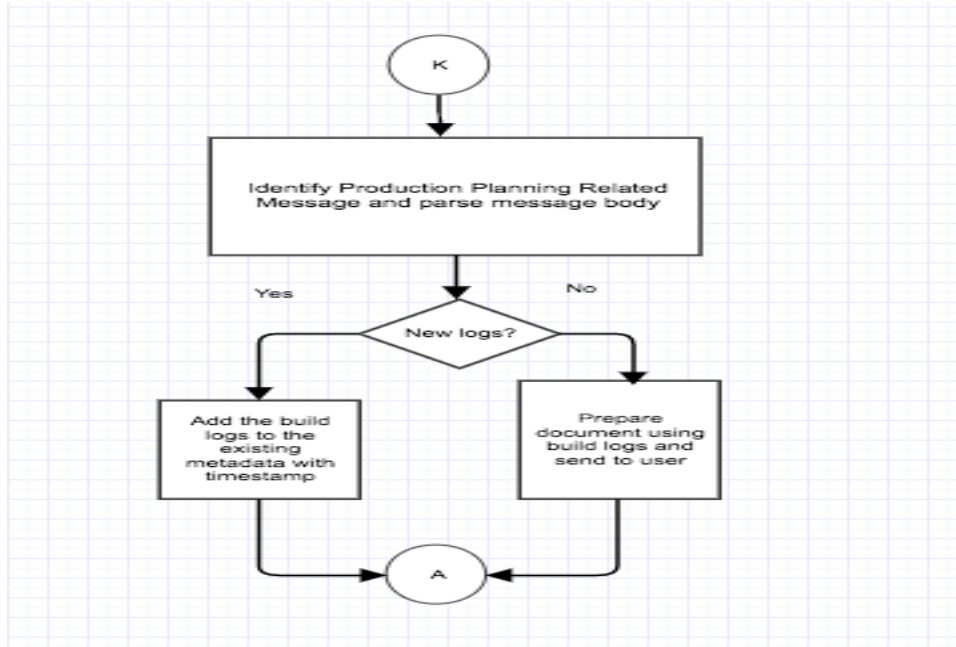 K
Identify Production Planning Related
Message and parse message body
Yes
No
New logs?
Add the build
logs to the
existing
metadata with
timestamp
Prepare
document using
build logs and
send to user
A